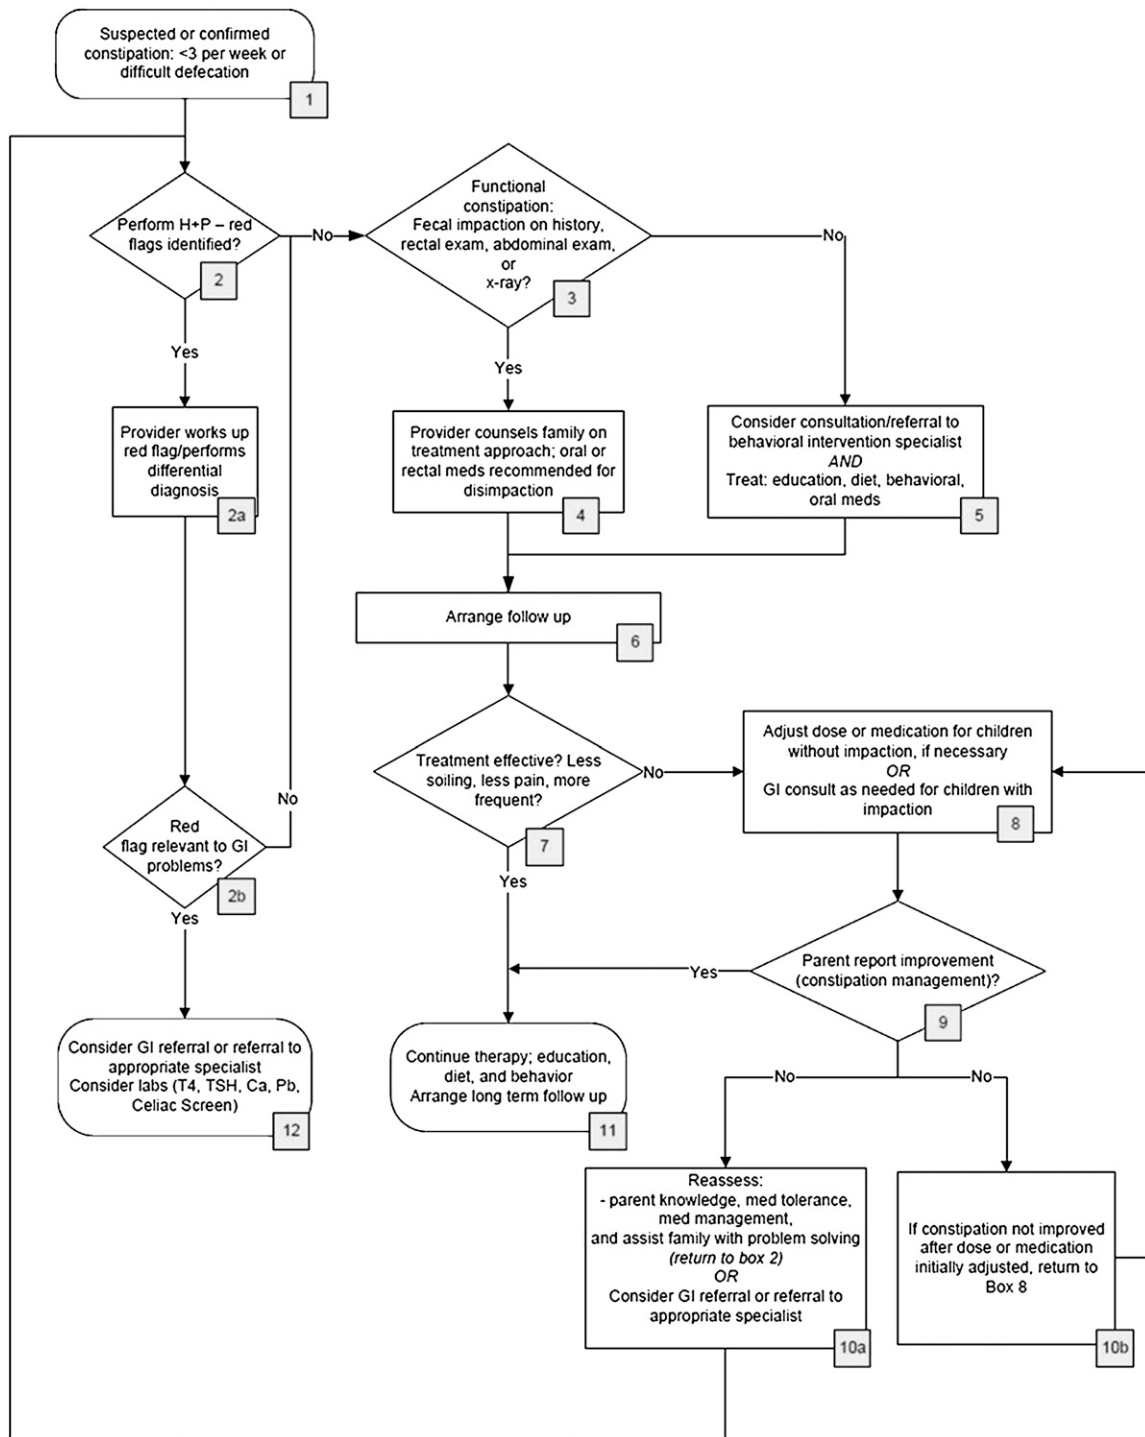 Suspected or confirmed
constipation: <3 per week or
difficult defecation
1
Perform H+P – red
flags identified?
2
No
Functional
constipation:
Fecal impaction on history,
rectal exam, abdominal exam,
or
x-ray?
3
No
Yes
Yes
Provider works up
red flag/performs
differential
diagnosis
2a
Provider counsels family on
treatment approach; oral or
rectal meds recommended for
disimpaction
4
Consider consultation/referral to
behavioral intervention specialist
AND
Treat: education, diet, behavioral,
oral meds
5
Arrange follow up
6
Treatment effective? Less
soiling, less pain, more
frequent?
7
No
Adjust dose or medication for children
without impaction, if necessary
OR
GI consult as needed for children with
impaction
8
No
Red
flag relevant to GI
problems?
2b
Yes
Yes
Parent report improvement
(constipation management)?
9
Yes
Consider GI referral or referral to
appropriate specialist
Consider labs (T4, TSH, Ca, Pb,
Celiac Screen)
12
Continue therapy; education,
diet, and behavior
Arrange long term follow up
11
No
No
Reassess:
- parent knowledge, med tolerance,
med management,
and assist family with problem solving
(return to box 2)
OR
Consider GI referral or referral to
appropriate specialist
10a
If constipation not improved
after dose or medication
initially adjusted, return to
Box 8
10b